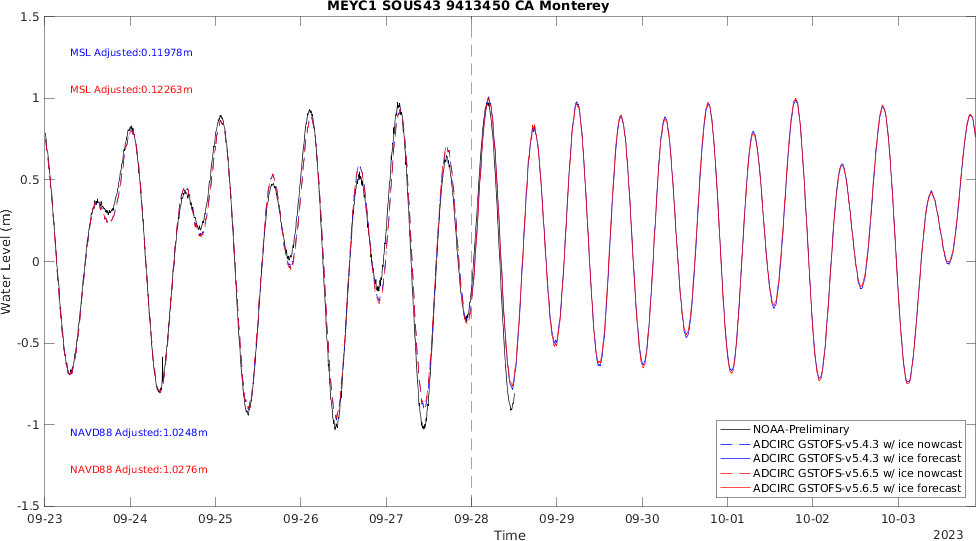 MEYC1 SOUS43 9413450 CA Monterey
1.5
MSL Adjusted:0.11978m
MSL Adjusted:0.12263m
1
0.5
0
-0.5
-1
-1.5
Water Level (m)
NAVD88 Adjusted:1.0248m
NAVD88 Adjusted:1.0276m
NOAA-Preliminary
ADCIRC GSTOFS-v5.4.3 w/ ice nowcast
ADCIRC GSTOFS-v5.4.3 w/ ice forecast
ADCIRC GSTOFS-v5.6.5 w/ ice nowcast
ADCIRC GSTOFS-v5.6.5 w/ ice forecast
09-23 09-24 09-25 09-26 09-27 09-28 09-29 09-30 10-01 10-02 10-03
Time
2023